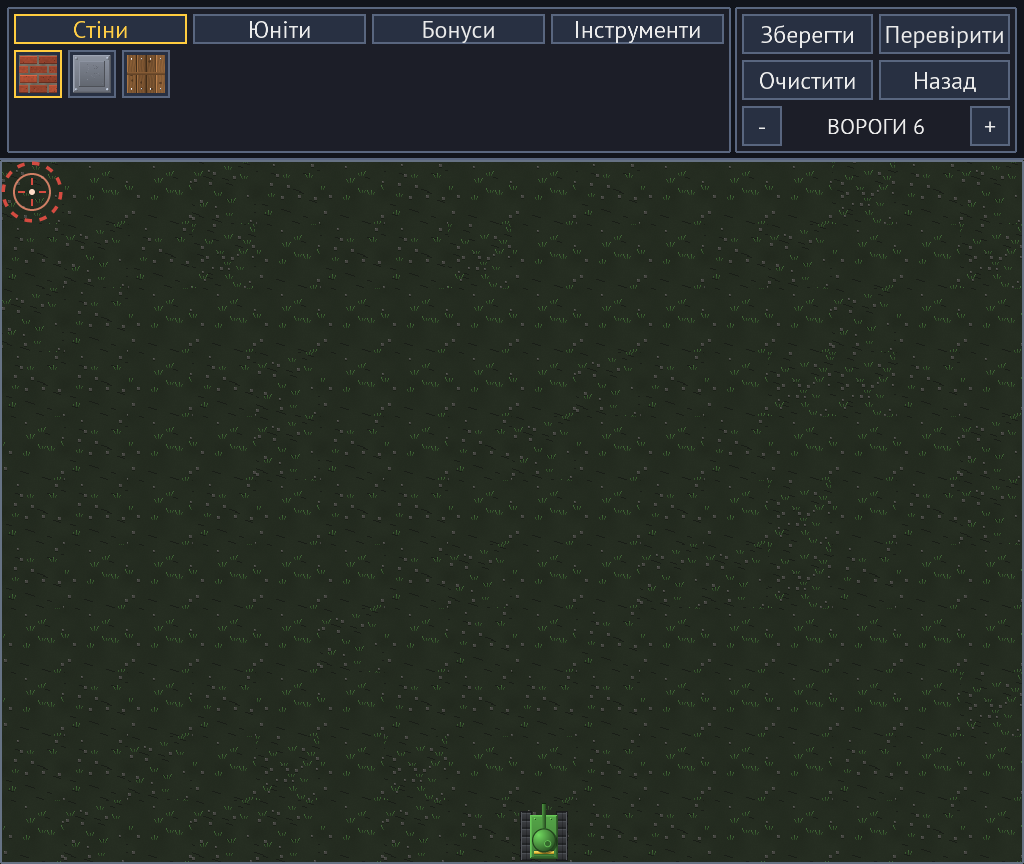 Стіни Юніти Бонуси Інструменти
Зберегти Перевірити
Очистити Назад
- ВОРОГИ 6 +